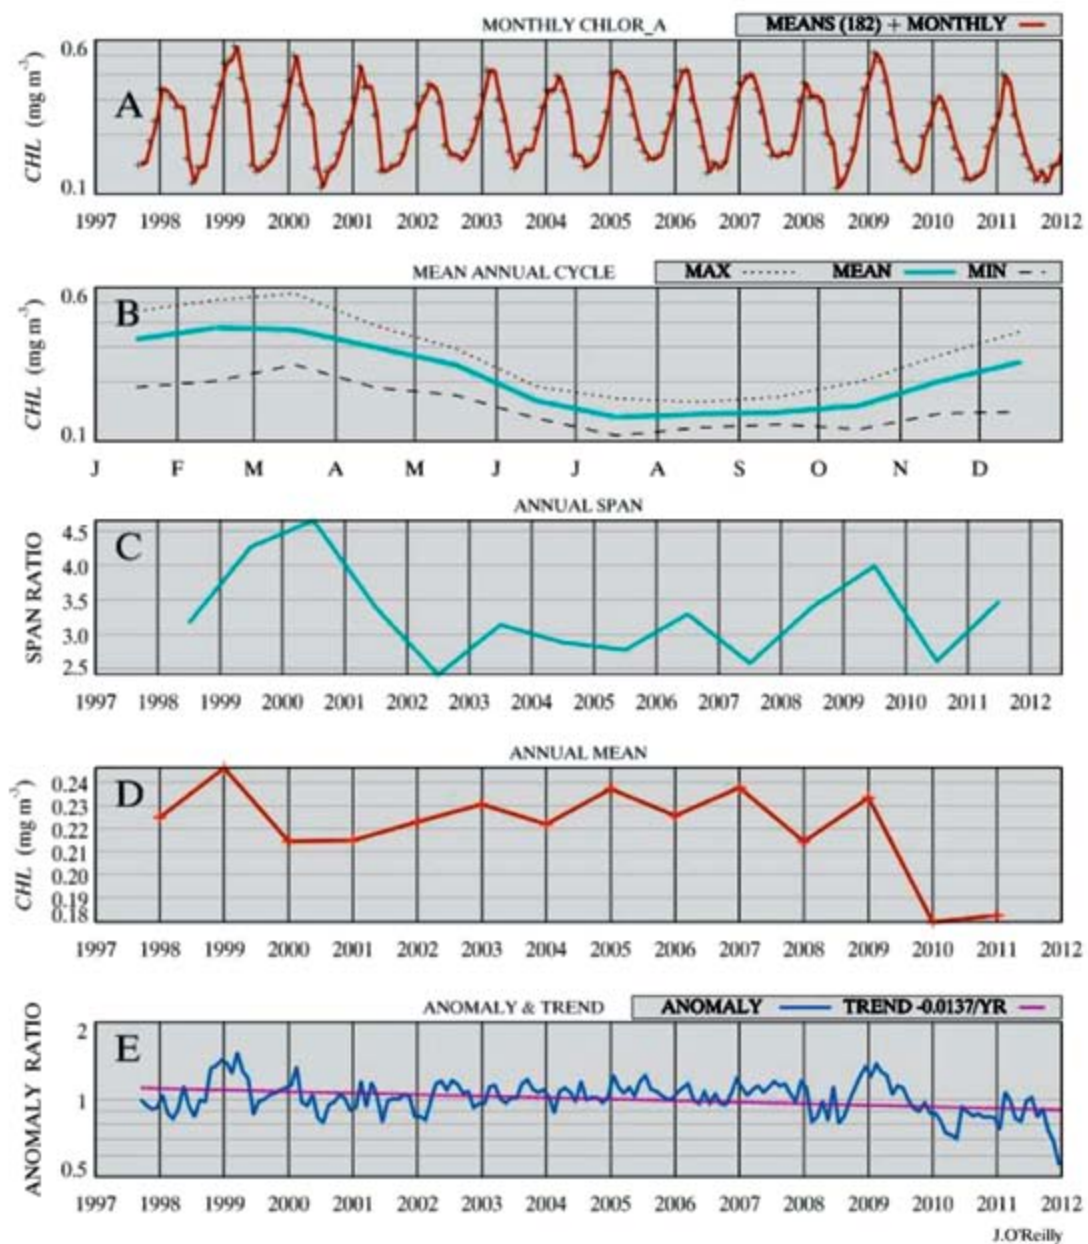 MONTHLY CHLOR_A
MEANS (182) + MONTHLY
A
CHL (mg m-3)
0.6
0.1
1997 1998 1999 2000 2001 2002 2003 2004 2005 2006 2007 2008 2009 2010 2011 2012
MEAN ANNUAL CYCLE
MAX MEAN MIN
B
CHL (mg m-3)
0.6
0.1
J F M A M J J A S O N D
ANNUAL SPAN
C
SPAN RATIO
4.5
4.0
3.5
3.0
2.5
1997 1998 1999 2000 2001 2002 2003 2004 2005 2006 2007 2008 2009 2010 2011 2012
ANNUAL MEAN
D
CHL (mg m-3)
0.24
0.23
0.22
0.21
0.20
0.19
0.18
1997 1998 1999 2000 2001 2002 2003 2004 2005 2006 2007 2008 2009 2010 2011 2012
ANOMALY & TREND
ANOMALY TREND -0.0137/YR
E
ANOMALY RATIO
2
1
0.5
1997 1998 1999 2000 2001 2002 2003 2004 2005 2006 2007 2008 2009 2010 2011 2012
J.O'Reilly